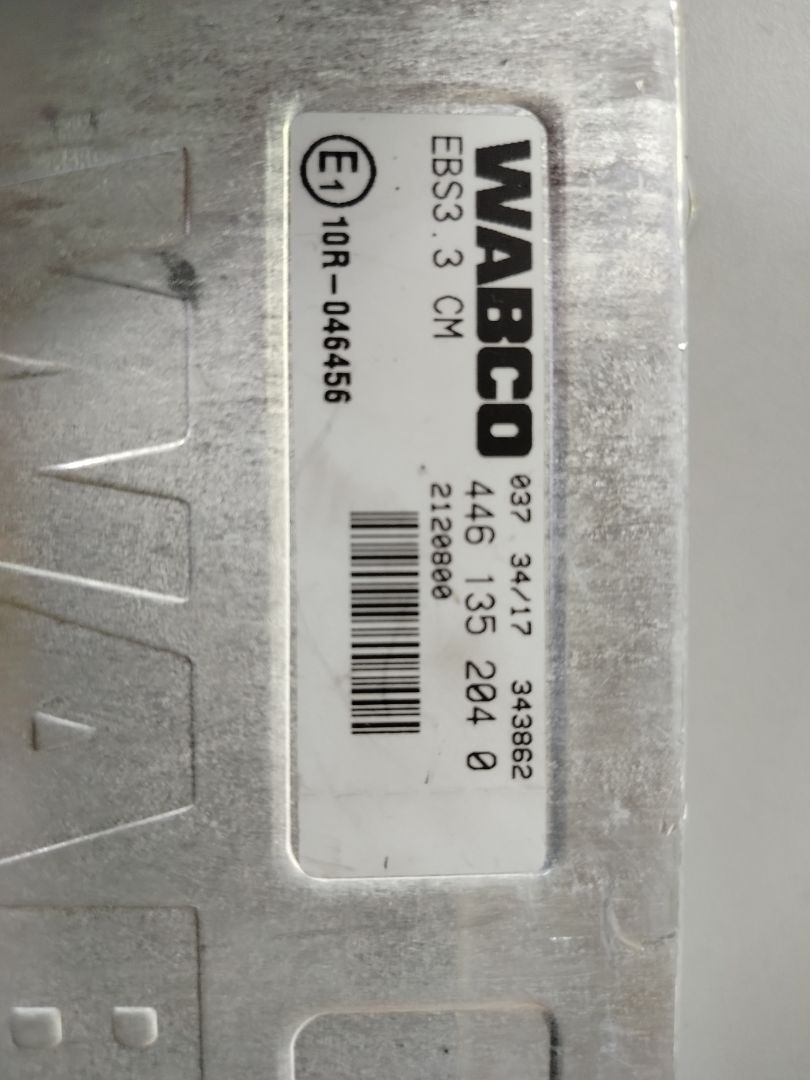 WABCO
037 34/17 343862
EBS3.3 CM
446 135 204 0
2120800
E1 10R-046456